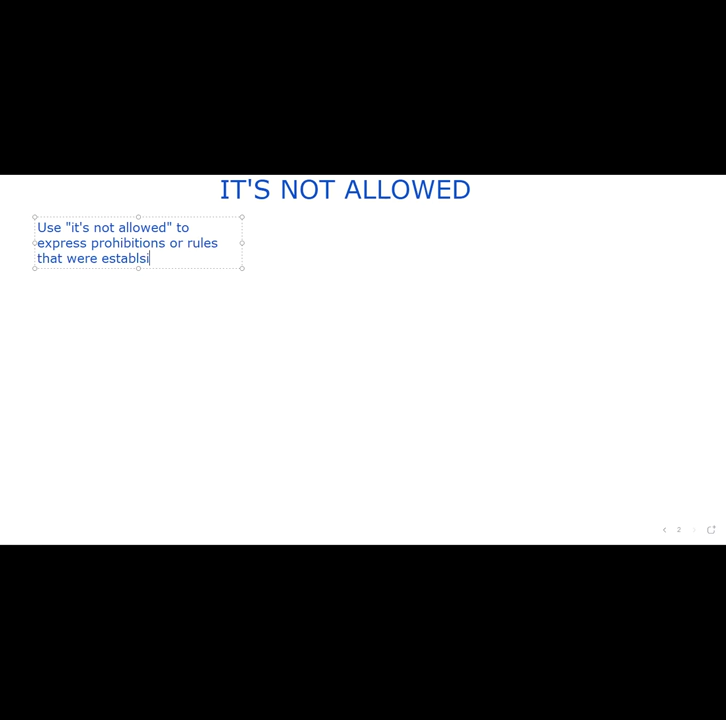 IT'S NOT ALLOWED
Use "it's not allowed" to
express prohibitions or rules
that were establsi
2